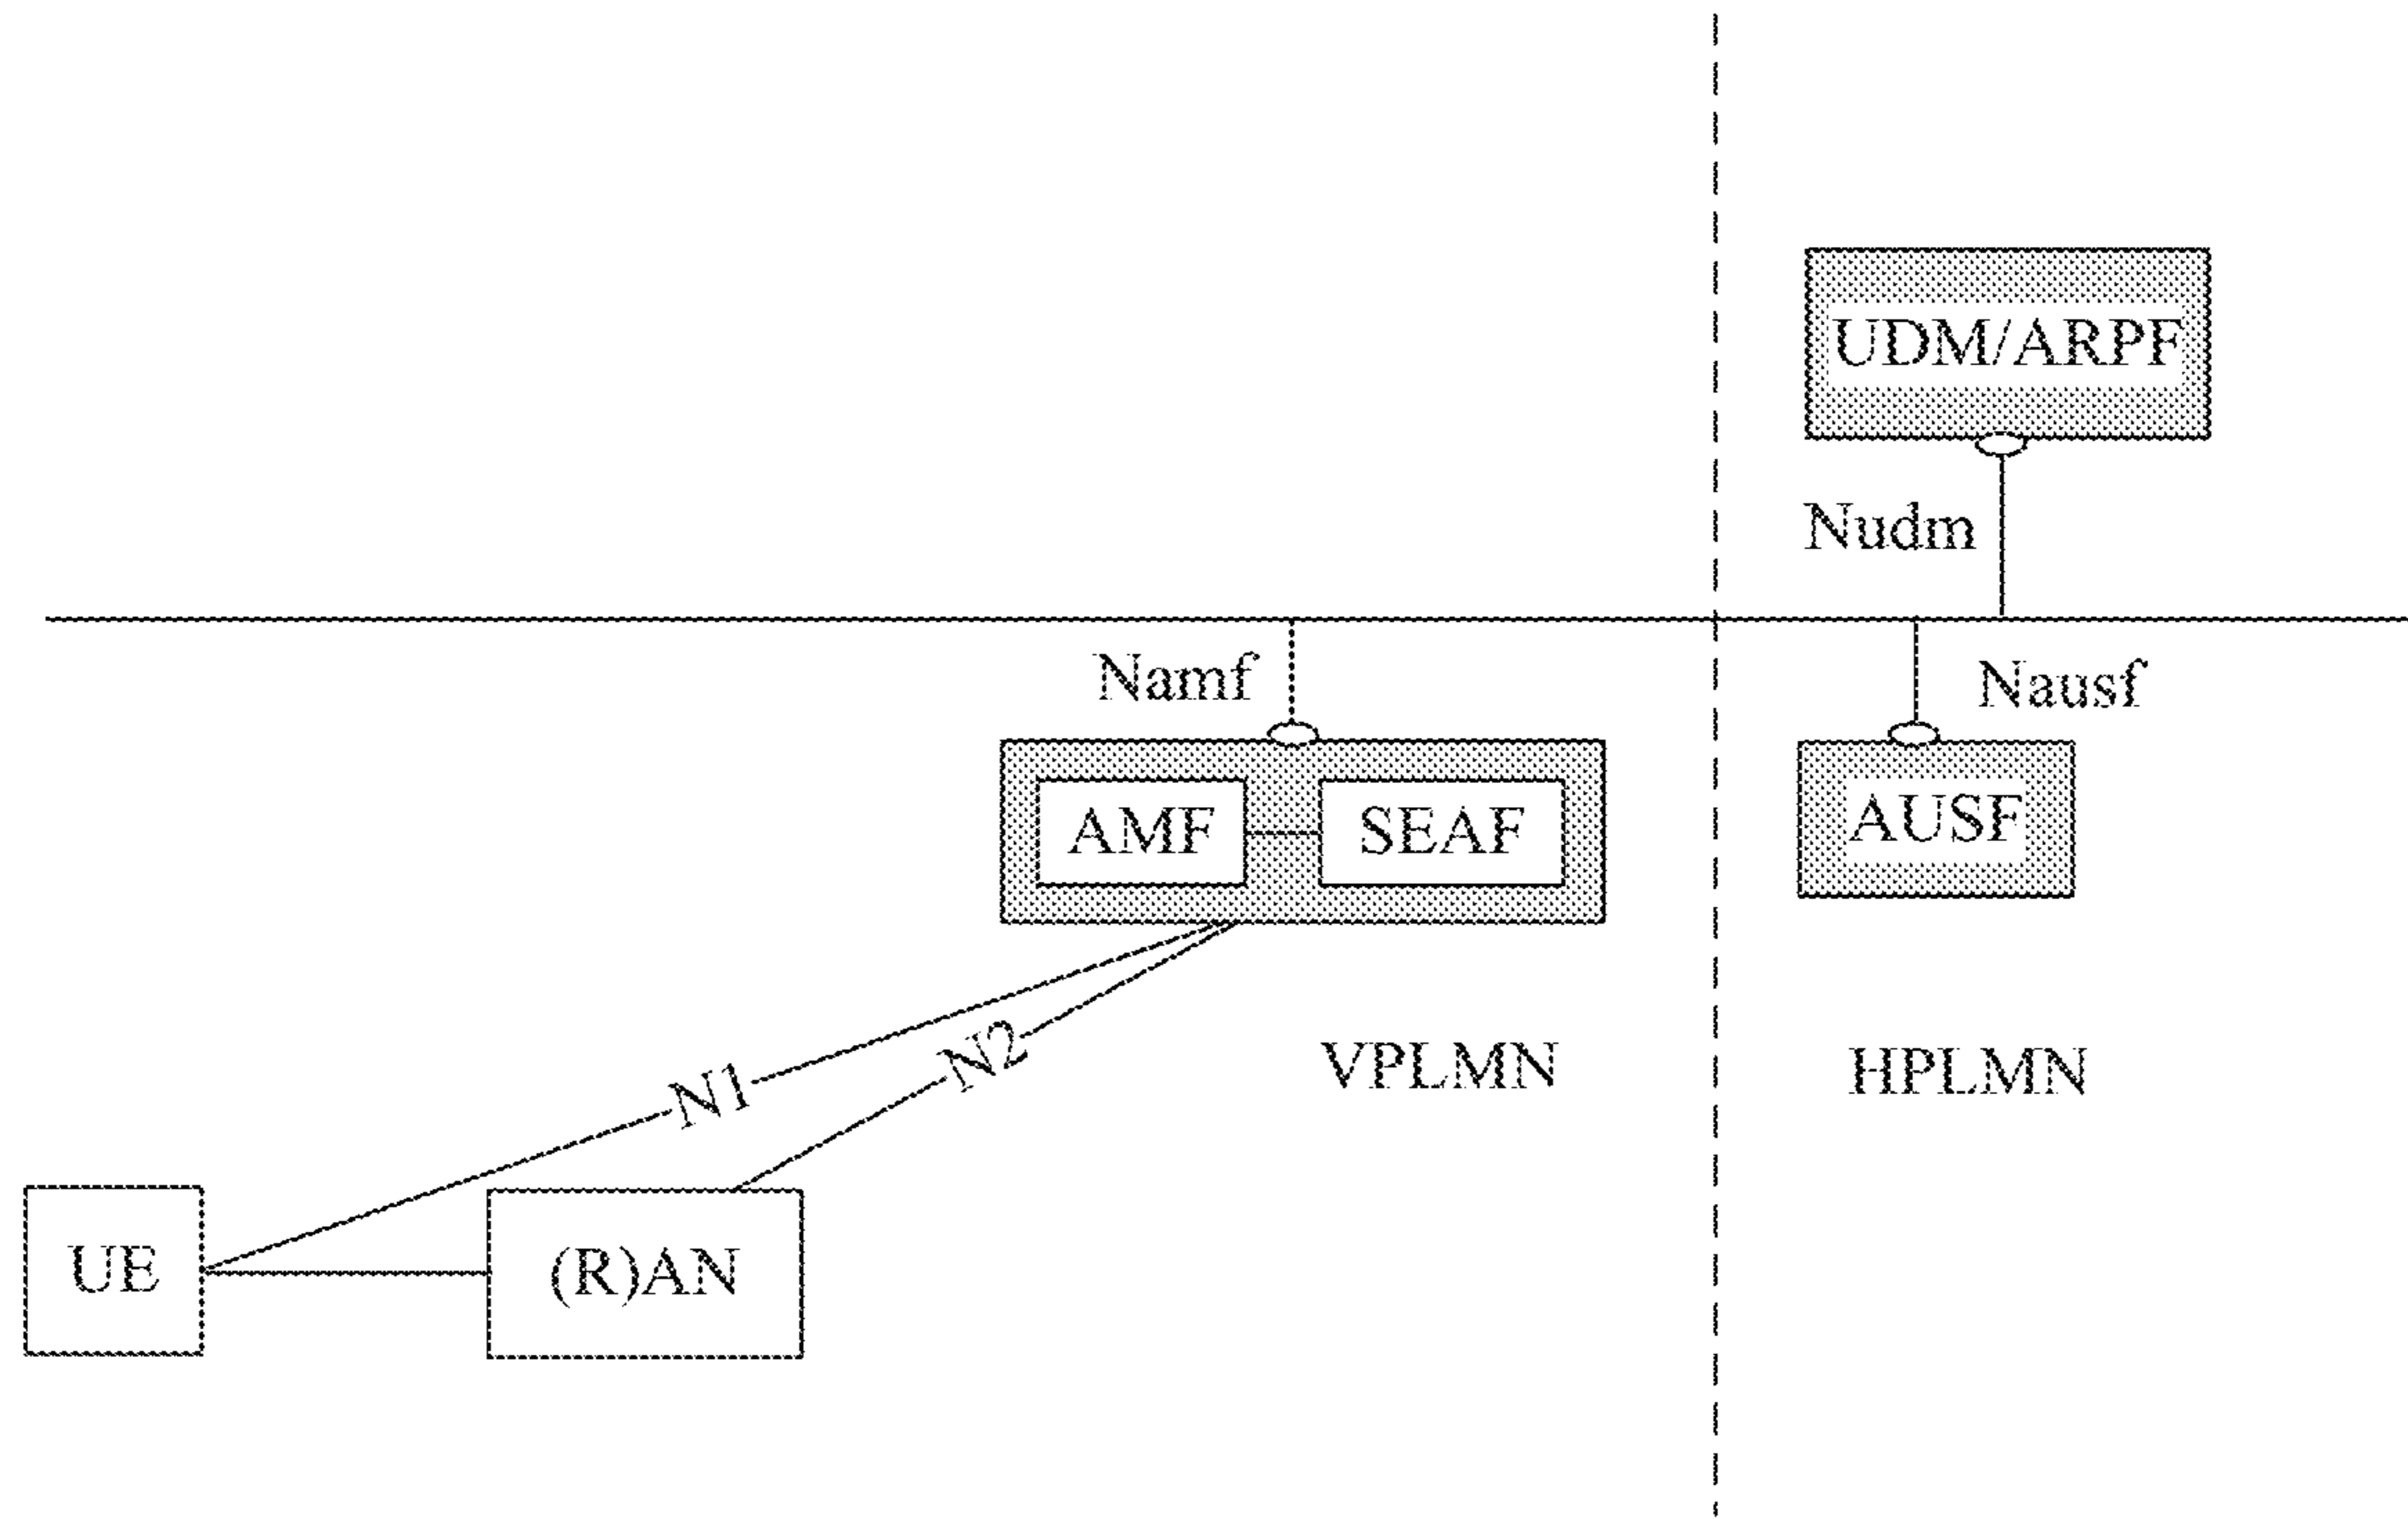 UDM/ARPF
Nudm
Namf
Nausf
AMF
SEAF
AUSF
N1
N2
VPLMN
HPLMN
UE
(R)AN